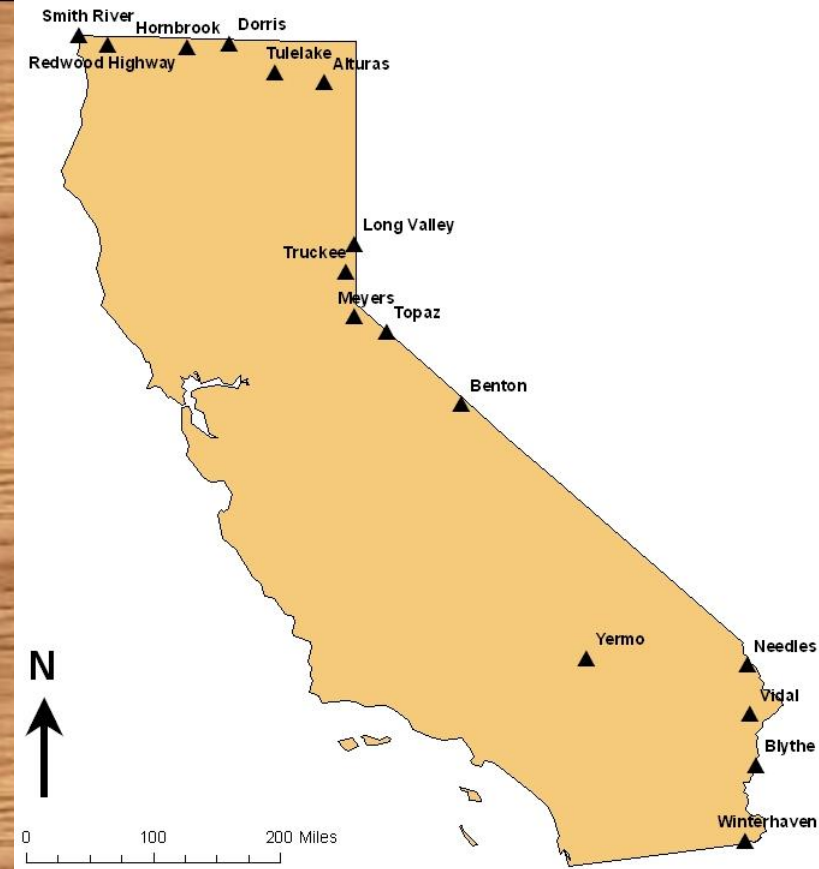 Smith River
Hornbrook
Dorris
Redwood Highway
Tulelake
Alturas
Long Valley
Truckee
Meyers
Topaz
Benton
Yermo
Needles
Vidal
Blythe
Winterhaven
N
0 100 200 Miles